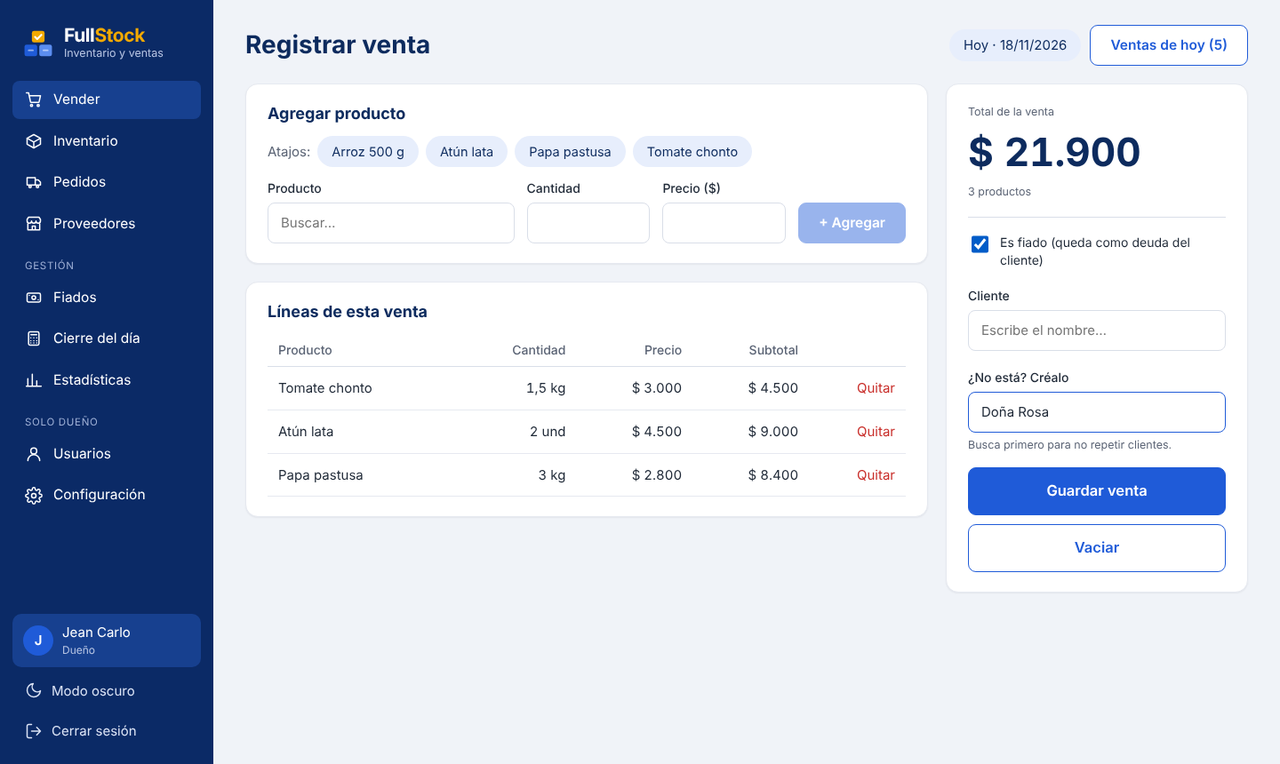 FullStock
Inventario y ventas
Vender
Inventario
Pedidos
Proveedores
GESTIÓN
Fiados
Cierre del día
Estadísticas
SOLO DUEÑO
Usuarios
Configuración
J
Jean Carlo
Dueño
Modo oscuro
Cerrar sesión
Registrar venta
Hoy · 18/11/2026
Ventas de hoy (5)
Agregar producto
Atajos: Arroz 500 g Atún lata Papa pastusa Tomate chonto
Producto Cantidad Precio ($)
Buscar... + Agregar
Líneas de esta venta
Producto Cantidad Precio Subtotal
Tomate chonto 1,5 kg $ 3.000 $ 4.500 Quitar
Atún lata 2 und $ 4.500 $ 9.000 Quitar
Papa pastusa 3 kg $ 2.800 $ 8.400 Quitar
Total de la venta
$ 21.900
3 productos
Es fiado (queda como deuda del
cliente)
Cliente
Escribe el nombre...
¿No está? Créalo
Doña Rosa
Busca primero para no repetir clientes.
Guardar venta
Vaciar